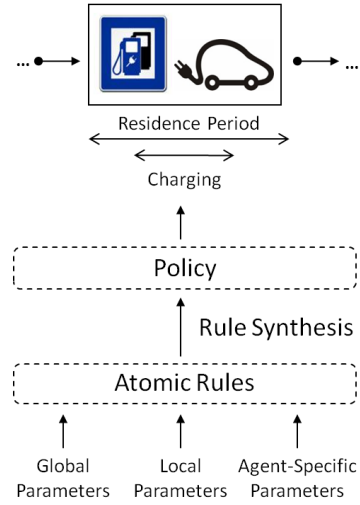 ... ...
Residence Period
Charging
Policy
Rule Synthesis
Atomic Rules
Global Local Agent-Specific
Parameters Parameters Parameters